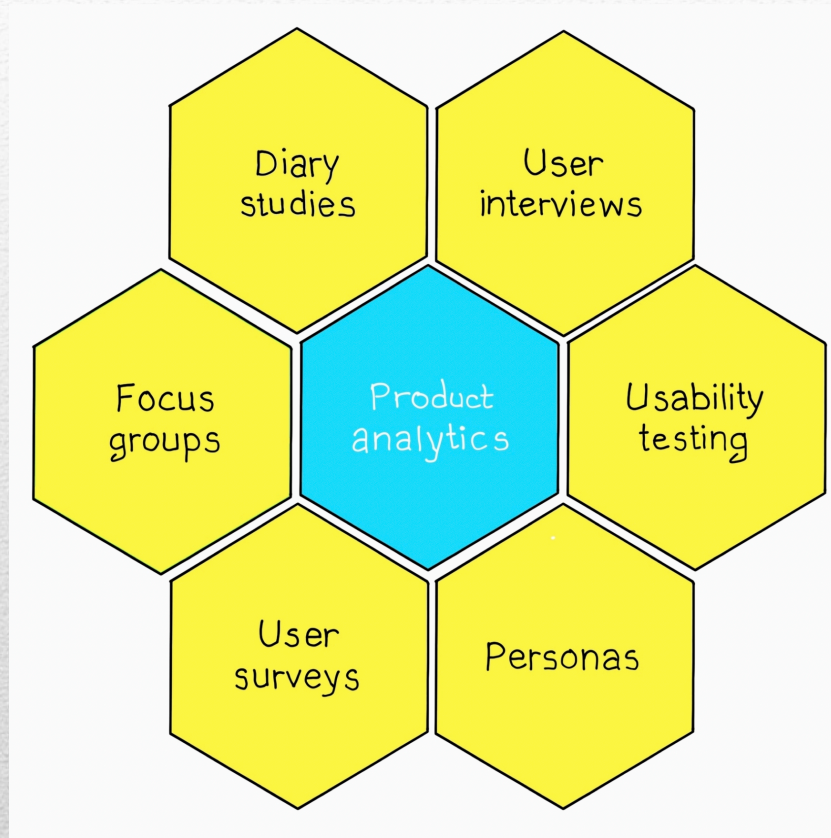 Diary
studies
User
interviews
Focus
groups
Product
analytics
Usability
testing
User
surveys
Personas